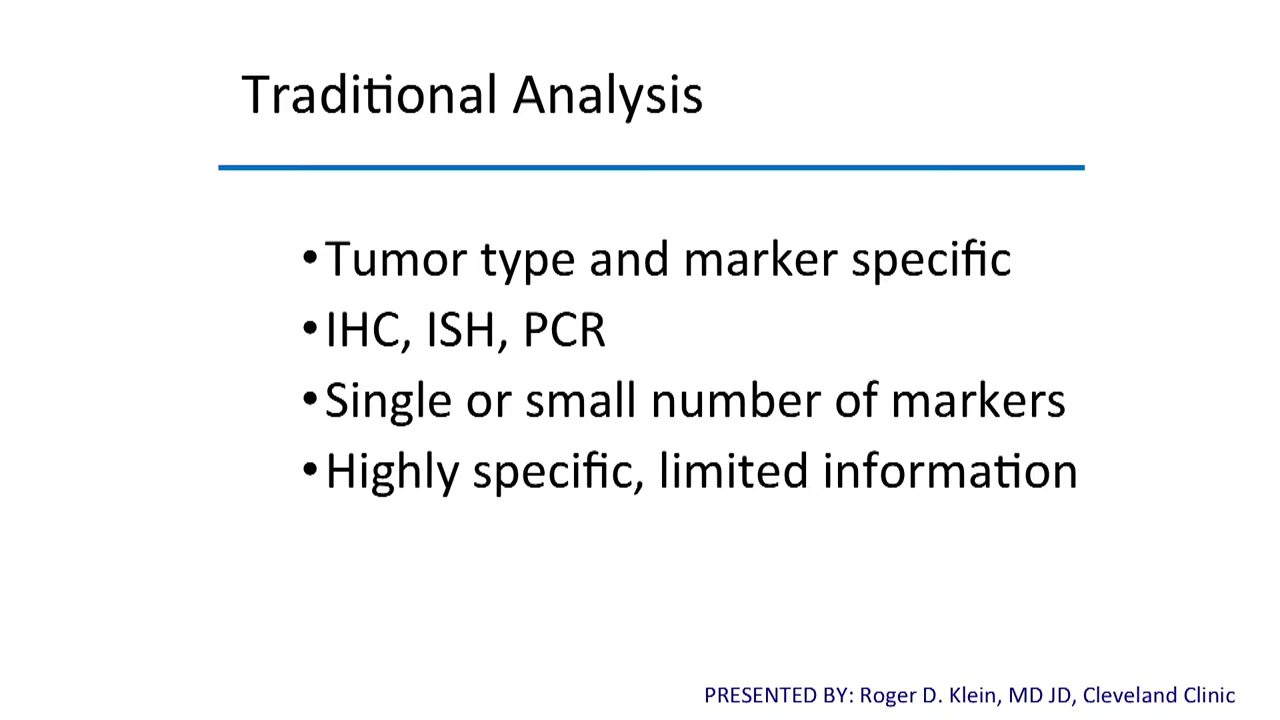 Traditional Analysis
•Tumor type and marker specific
•IHC, ISH, PCR
•Single or small number of markers
•Highly specific, limited information
PRESENTED BY: Roger D. Klein, MD JD, Cleveland Clinic